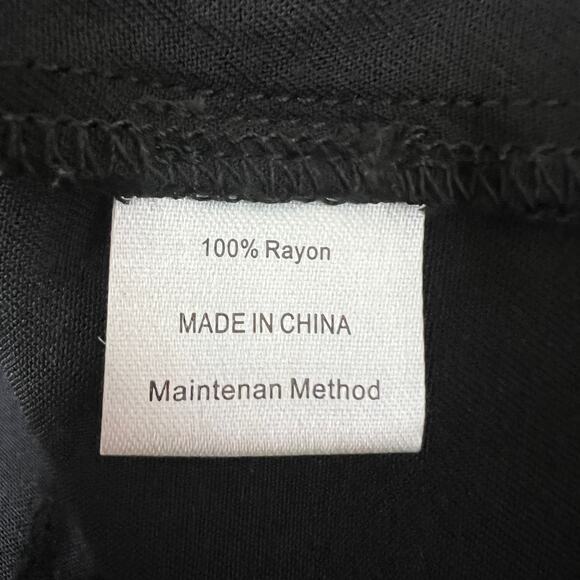 100% Rayon
MADE IN CHINA
Maintenan Method